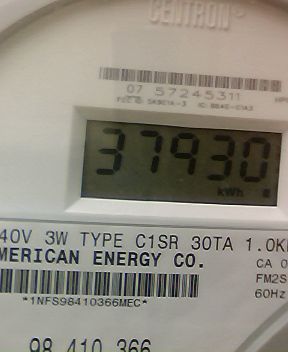 CENTRON®
07 57245311
37930
kWh
40V 3W TYPE C1SR 30TA 1.0K
MERICAN ENERGY CO.
CA 0
FM2S
60Hz
*1NFS98410366MEC*
98 410 366